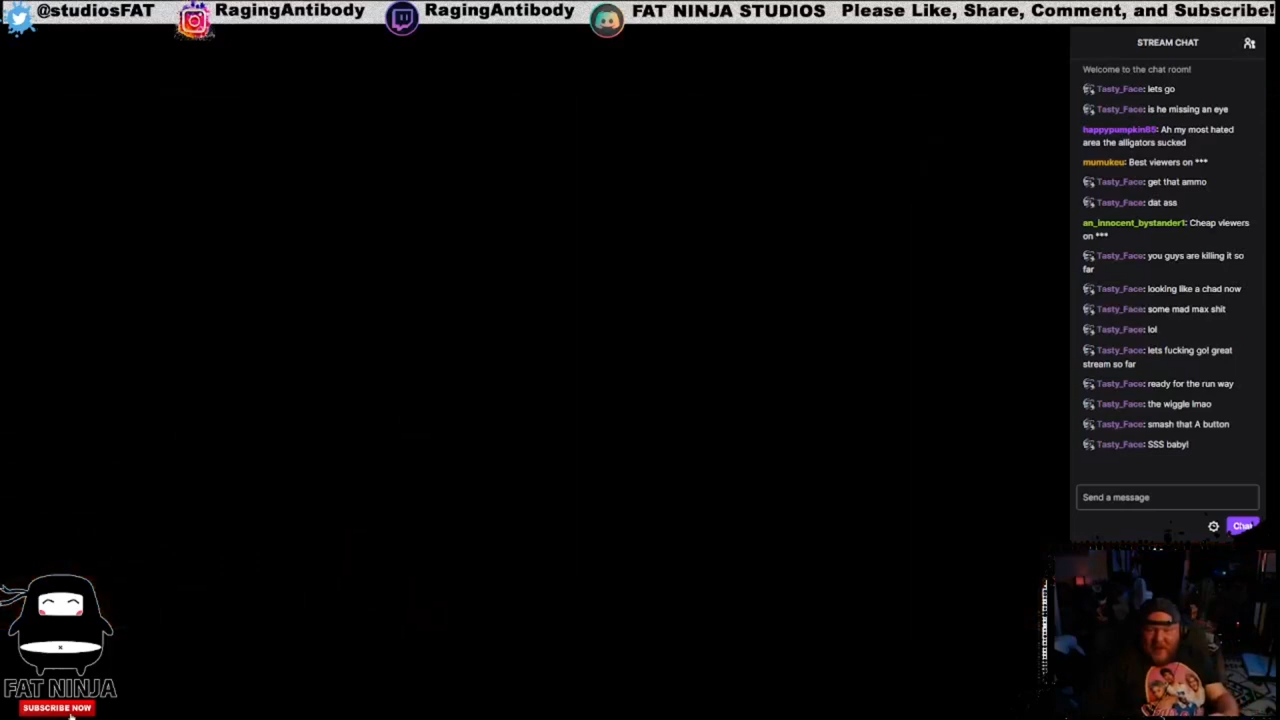 @studiosFAT RagingAntibody RagingAntibody FAT NINJA STUDIOS Please Like, Share, Comment, and Subscribe!
STREAM CHAT
Welcome to the chat room!
Tasty_Face: lets go
Tasty_Face: is he missing an eye
happypumpkin85: Ah my most hated
area the alligators sucked
mumukeu: Best viewers on ***
Tasty_Face: get that ammo
Tasty_Face: dat ass
an_innocent_bystander1: Cheap viewers
on ***
Tasty_Face: you guys are killing it so
far
Tasty_Face: looking like a chad now
Tasty_Face: some mad max shit
Tasty_Face: lol
Tasty_Face: lets fucking go! great
stream so far
Tasty_Face: ready for the run way
Tasty_Face: the wiggle lmao
Tasty_Face: smash that A button
Tasty_Face: SSS baby!
Send a message
Chat
FAT NINJA
SUBSCRIBE NOW